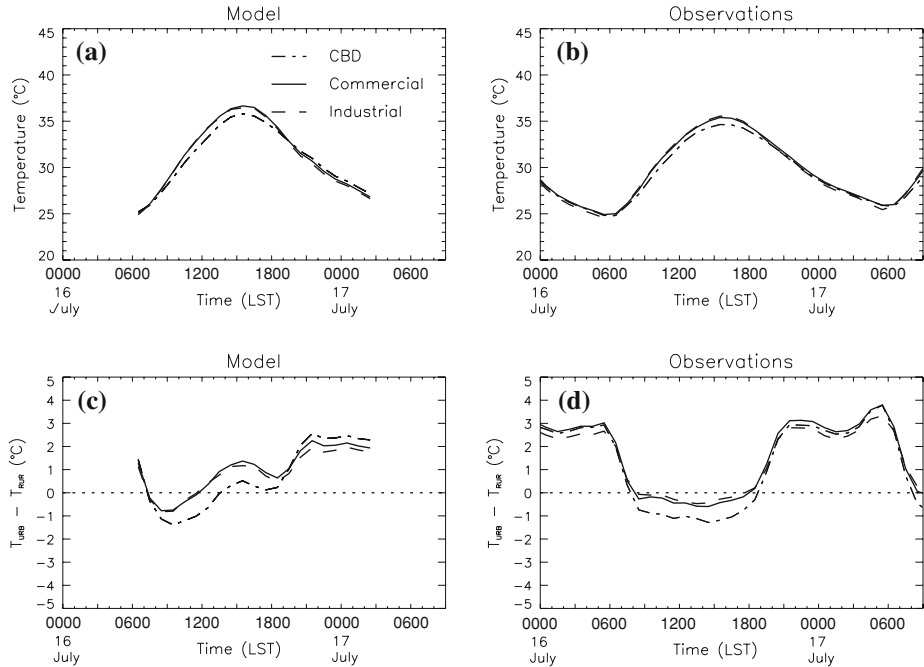 Model
(a)
CBD
Commercial
Industrial
Temperature (°C)
45
40
35
30
25
20
0000 0600 1200 1800 0000 0600
16 17
July July
Time (LST)
Observations
(b)
Temperature (°C)
45
40
35
30
25
20
0000 0600 1200 1800 0000 0600
16 17
July July
Time (LST)
Model
(c)
T_URB – T_RUR (°C)
5
4
3
2
1
0
-1
-2
-3
-4
-5
0000 0600 1200 1800 0000 0600
16 17
July July
Time (LST)
Observations
(d)
T_URB – T_RUR (°C)
5
4
3
2
1
0
-1
-2
-3
-4
-5
0000 0600 1200 1800 0000 0600
16 17
July July
Time (LST)